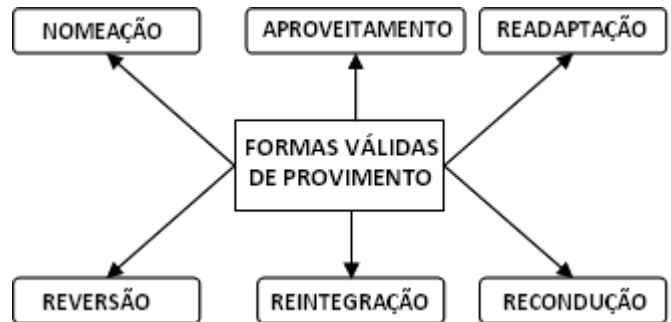 NOMEAÇÃO
APROVEITAMENTO
READAPTAÇÃO
FORMAS VÁLIDAS
DE PROVIMENTO
REVERSÃO
REINTEGRAÇÃO
RECONDUÇÃO